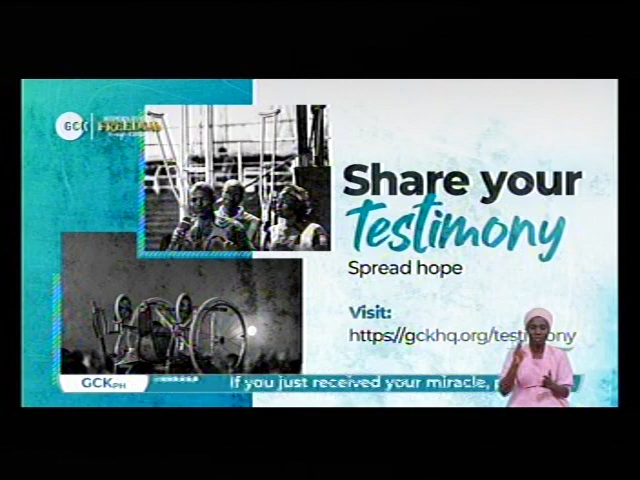 GCK
FREEDOM
Share your
testimony
Spread hope
Visit:
https://gckhq.org/testimony
GCKPH
If you just received your miracle,